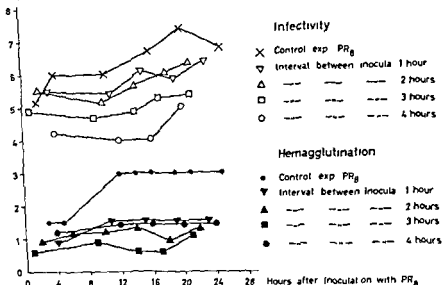 8
7
6
5
4
3
2
1
0
0 4 8 12 16 20 24 28
Infectivity
Control exp PR8
Interval between inocula 1 hour
— — — 2 hours
— — — 3 hours
— — — 4 hours
Hemagglutination
Control exp PR8
Interval between inocula 1 hour
— — — 2 hours
— — — 3 hours
— — — 4 hours
Hours after inoculation with PR8